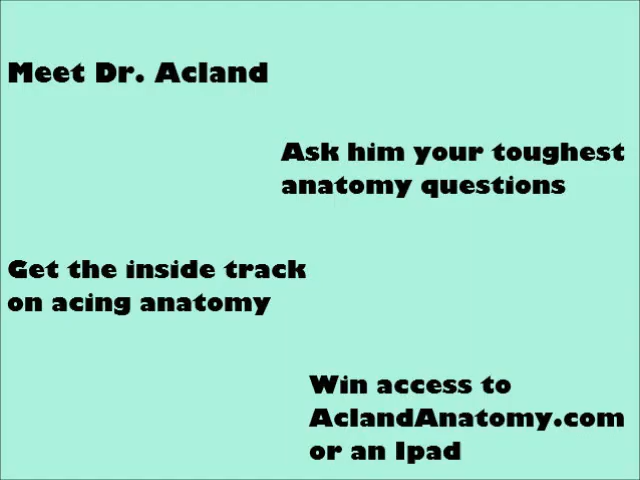 Meet Dr. Acland
Ask him your toughest
anatomy questions
Get the inside track
on acing anatomy
Win access to
AclandAnatomy.com
or an Ipad